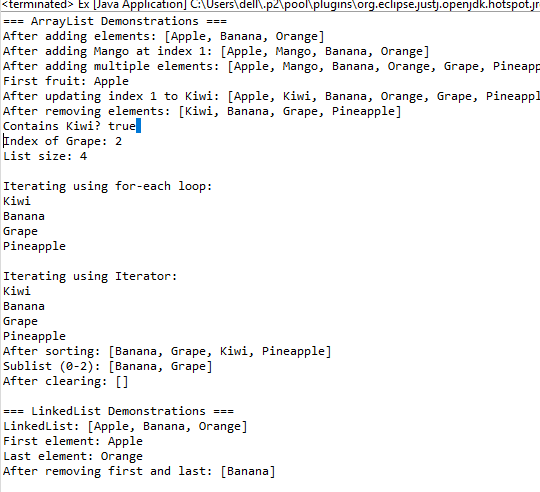 <terminated> Ex [Java Application] C:\Users\dell\.p2\pool\plugins\org.eclipse.justj.openjdk.hotspot.jr
=== ArrayList Demonstrations ===
After adding elements: [Apple, Banana, Orange]
After adding Mango at index 1: [Apple, Mango, Banana, Orange]
After adding multiple elements: [Apple, Mango, Banana, Orange, Grape, Pineap
First fruit: Apple
After updating index 1 to Kiwi: [Apple, Kiwi, Banana, Orange, Grape, Pineappl
After removing elements: [Kiwi, Banana, Grape, Pineapple]
Contains Kiwi? true
Index of Grape: 2
List size: 4
Iterating using for-each loop:
Kiwi
Banana
Grape
Pineapple
Iterating using Iterator:
Kiwi
Banana
Grape
Pineapple
After sorting: [Banana, Grape, Kiwi, Pineapple]
Sublist (0-2): [Banana, Grape]
After clearing: []
=== LinkedList Demonstrations ===
LinkedList: [Apple, Banana, Orange]
First element: Apple
Last element: Orange
After removing first and last: [Banana]